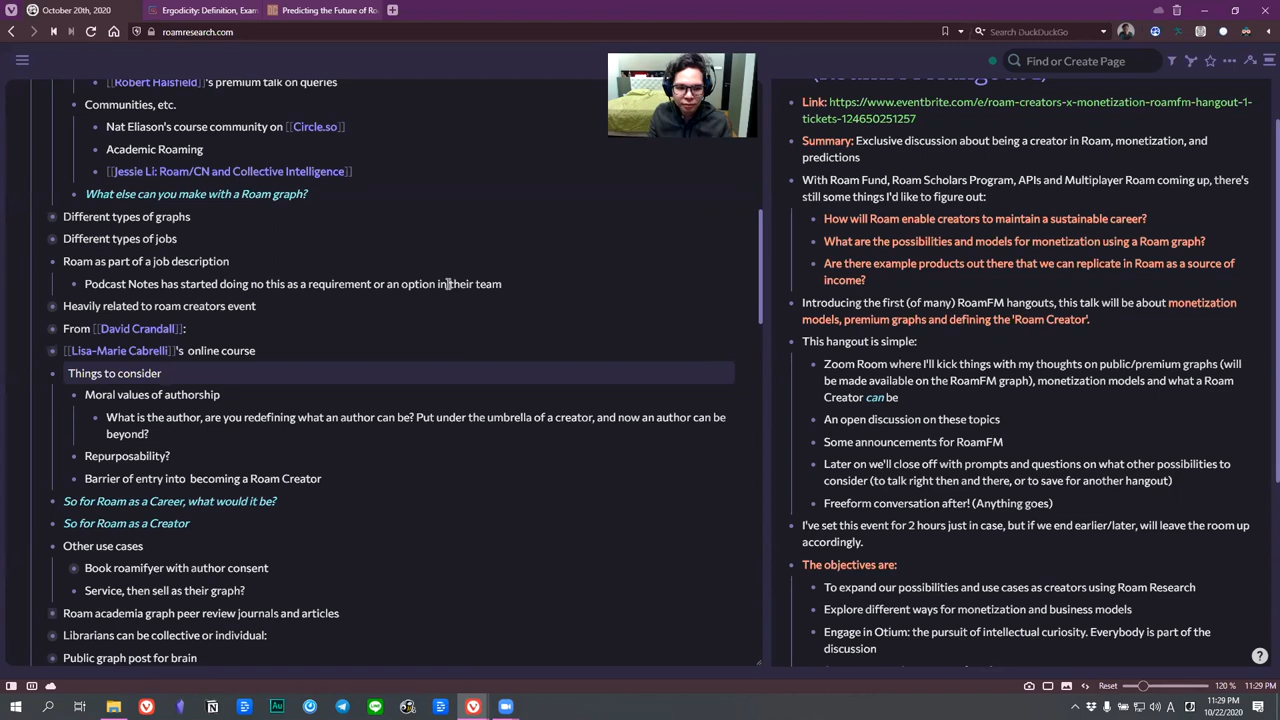 October 20th, 2020
Ergodicity: Definition, Exam
Predicting the Future of Ro
roamresearch.com
Search DuckDuckGo
Find or Create Page
[[Robert Haisfield]]'s premium talk on queries
Communities, etc.
Nat Eliason's course community on [[Circle.so]]
Academic Roaming
[[Jessie Li: Roam/CN and Collective Intelligence]]
What else can you make with a Roam graph?
Different types of graphs
Different types of jobs
Roam as part of a job description
Podcast Notes has started doing no this as a requirement or an option in their team
Heavily related to roam creators event
From [[David Crandall]]:
[[Lisa-Marie Cabrelli]]'s online course
Things to consider
Moral values of authorship
What is the author, are you redefining what an author can be? Put under the umbrella of a creator, and now an author can be
beyond?
Repurposability?
Barrier of entry into becoming a Roam Creator
So for Roam as a Career, what would it be?
So for Roam as a Creator
Other use cases
Book roamifyer with author consent
Service, then sell as their graph?
Roam academia graph peer review journals and articles
Librarians can be collective or individual:
Public graph post for brain
Link: https://www.eventbrite.com/e/roam-creators-x-monetization-roamfm-hangout-1-
tickets-124650251257
Summary: Exclusive discussion about being a creator in Roam, monetization, and
predictions
With Roam Fund, Roam Scholars Program, APIs and Multiplayer Roam coming up, there's
still some things I'd like to figure out:
How will Roam enable creators to maintain a sustainable career?
What are the possibilities and models for monetization using a Roam graph?
Are there example products out there that we can replicate in Roam as a source of
income?
Introducing the first (of many) RoamFM hangouts, this talk will be about monetization
models, premium graphs and defining the 'Roam Creator'.
This hangout is simple:
Zoom Room where I'll kick things with my thoughts on public/premium graphs (will
be made available on the RoamFM graph), monetization models and what a Roam
Creator can be
An open discussion on these topics
Some announcements for RoamFM
Later on we'll close off with prompts and questions on what other possibilities to
consider (to talk right then and there, or to save for another hangout)
Freeform conversation after! (Anything goes)
I've set this event for 2 hours just in case, but if we end earlier/later, will leave the room up
accordingly.
The objectives are:
To expand our possibilities and use cases as creators using Roam Research
Explore different ways for monetization and business models
Engage in Otium: the pursuit of intellectual curiosity. Everybody is part of the
discussion
?
Reset
120 %
11:29 PM
11:29 PM
10/22/2020